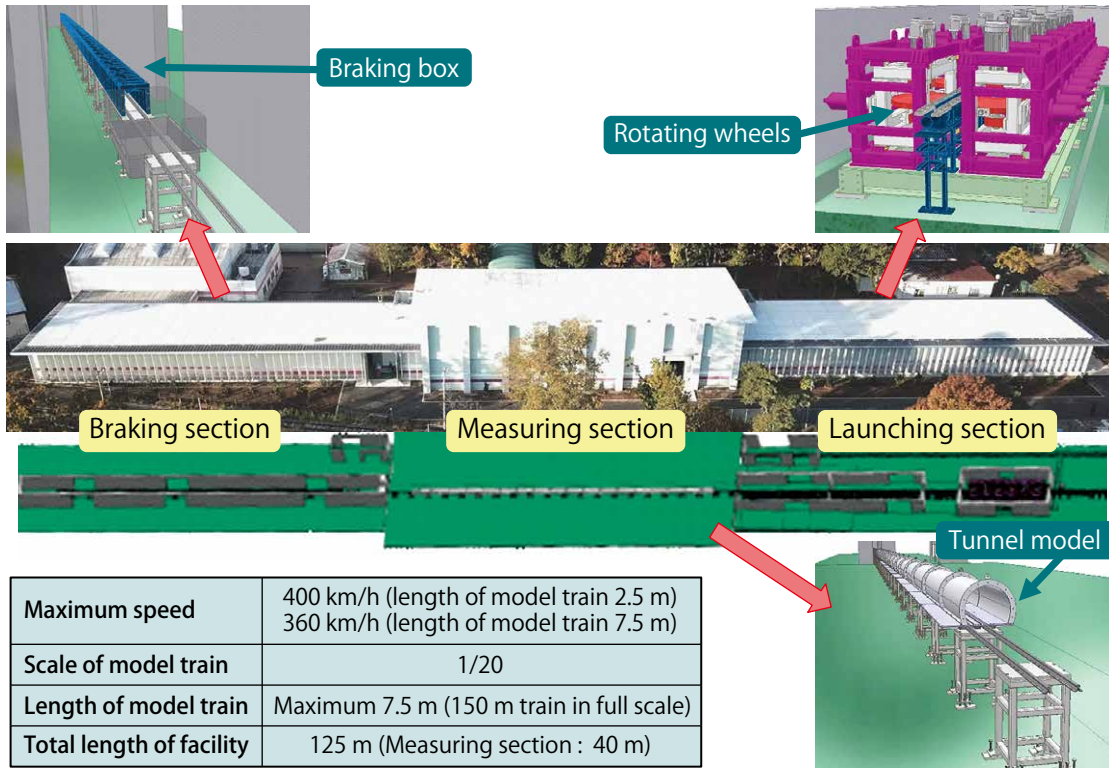 Braking box
Rotating wheels
Braking section
Measuring section
Launching section
Tunnel model
Maximum speed
400 km/h (length of model train 2.5 m)
360 km/h (length of model train 7.5 m)
Scale of model train
1/20
Length of model train
Maximum 7.5 m (150 m train in full scale)
Total length of facility
125 m (Measuring section : 40 m)